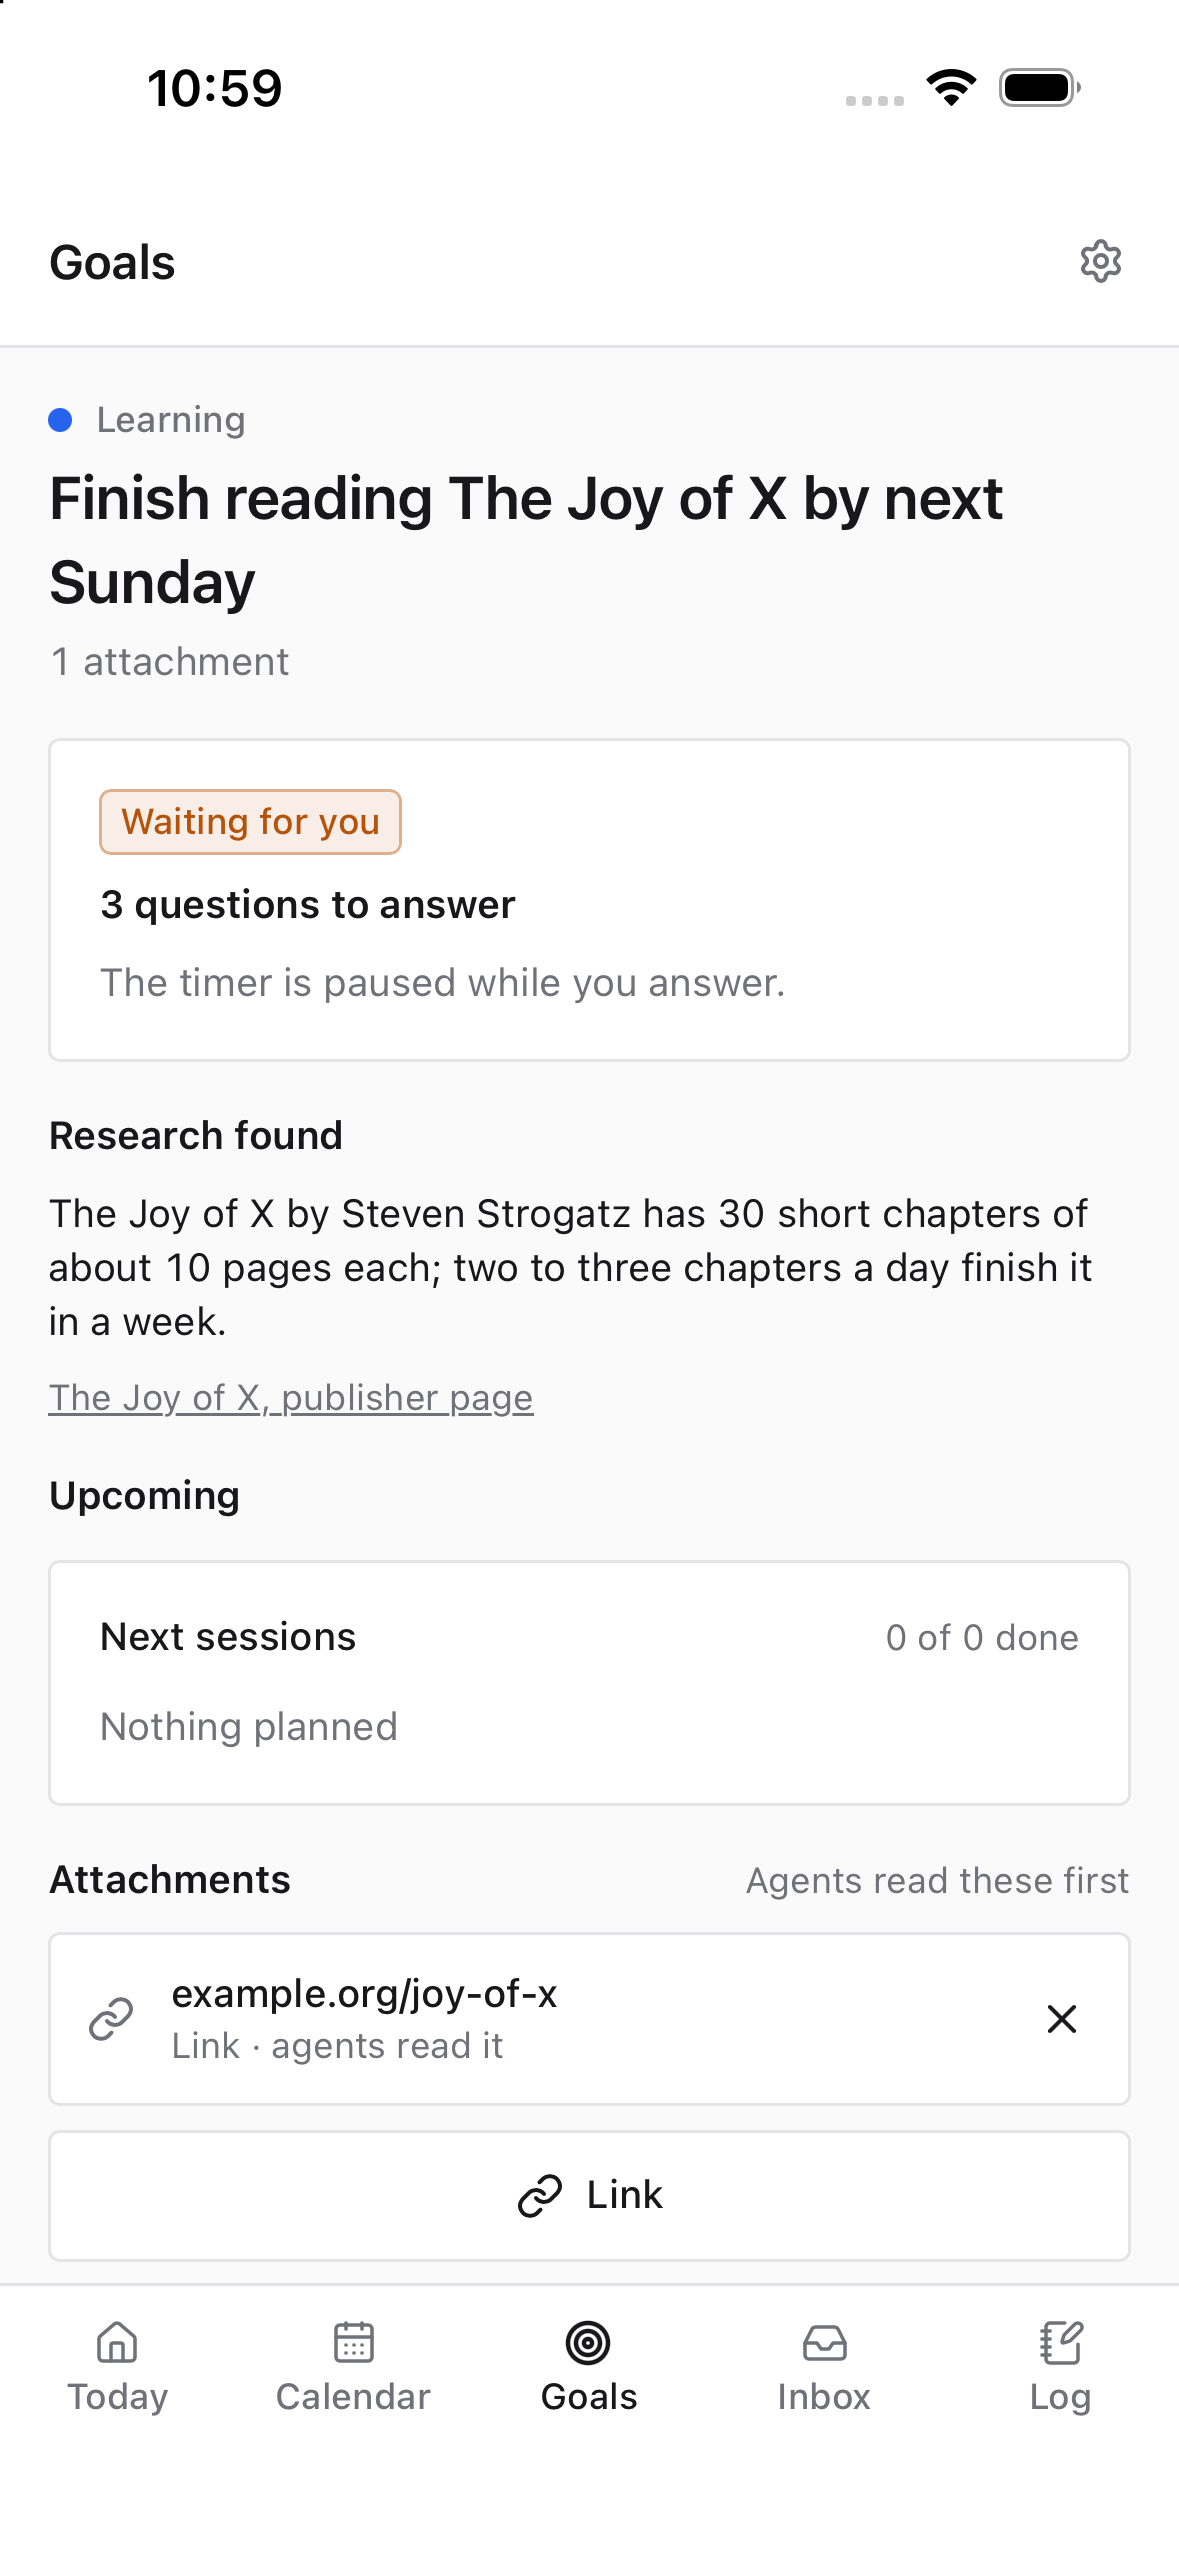 10:59
Goals
Learning
Finish reading The Joy of X by next
Sunday
1 attachment
Waiting for you
3 questions to answer
The timer is paused while you answer.
Research found
The Joy of X by Steven Strogatz has 30 short chapters of
about 10 pages each; two to three chapters a day finish it
in a week.
The Joy of X, publisher page
Upcoming
Next sessions
0 of 0 done
Nothing planned
Attachments
Agents read these first
example.org/joy-of-x
Link · agents read it
Link
Today
Calendar
Goals
Inbox
Log